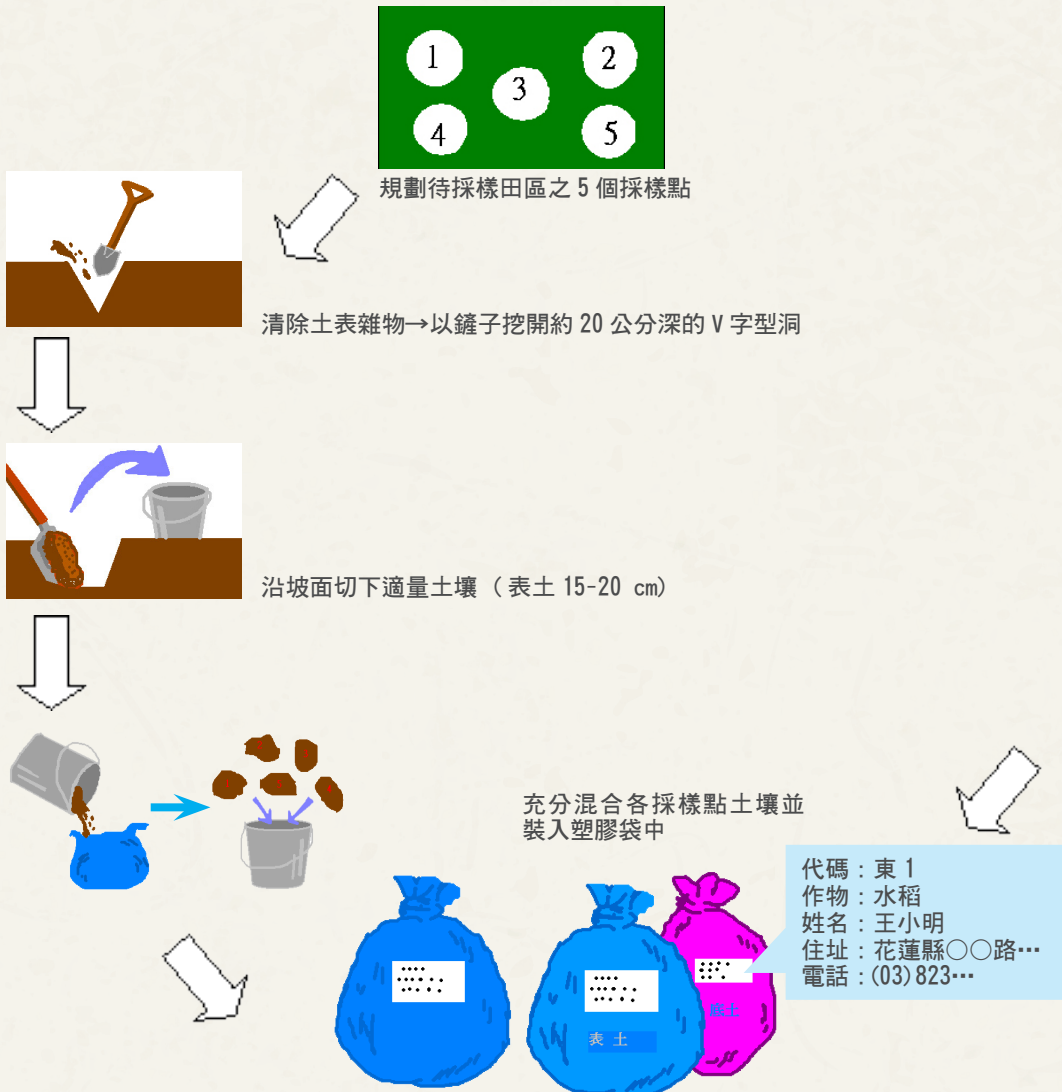 1
2
3
4
5
規劃待採樣田區之 5 個採樣點
清除土表雜物→以鏟子挖開約 20 公分深的 V 字型洞
沿坡面切下適量土壤 ( 表土 15-20 cm)
充分混合各採樣點土壤並
裝入塑膠袋中
代碼：東 1
作物：水稻
姓名：王小明
住址：花蓮縣○○路…
電話：(03)823…
表 土